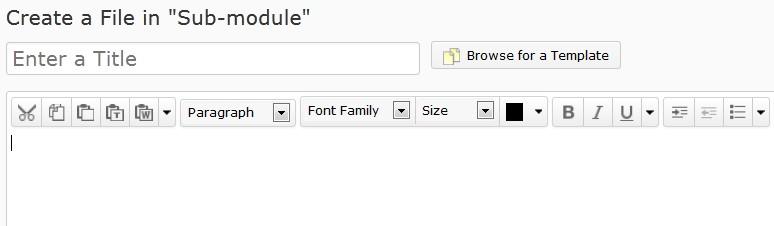 Create a File in "Sub-module"
Enter a Title
Browse for a Template
Paragraph Font Family Size B I U